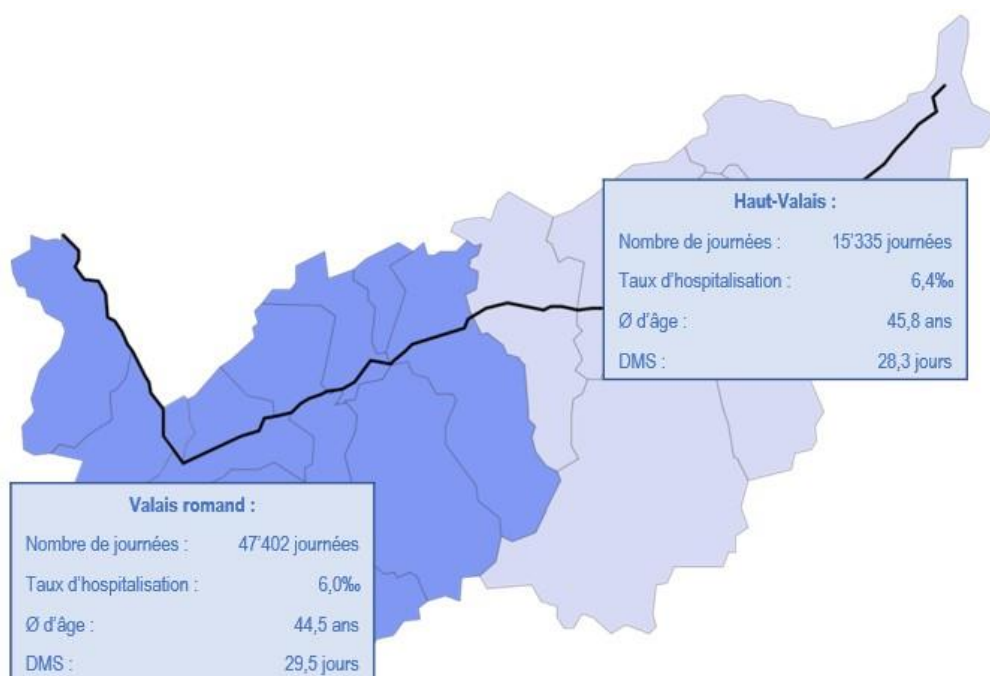 Haut-Valais :
Nombre de journées : 15'335 journées
Taux d'hospitalisation : 6,4‰
Ø d'âge : 45,8 ans
DMS : 28,3 jours
Valais romand :
Nombre de journées : 47'402 journées
Taux d'hospitalisation : 6,0‰
Ø d'âge : 44,5 ans
DMS : 29,5 jours